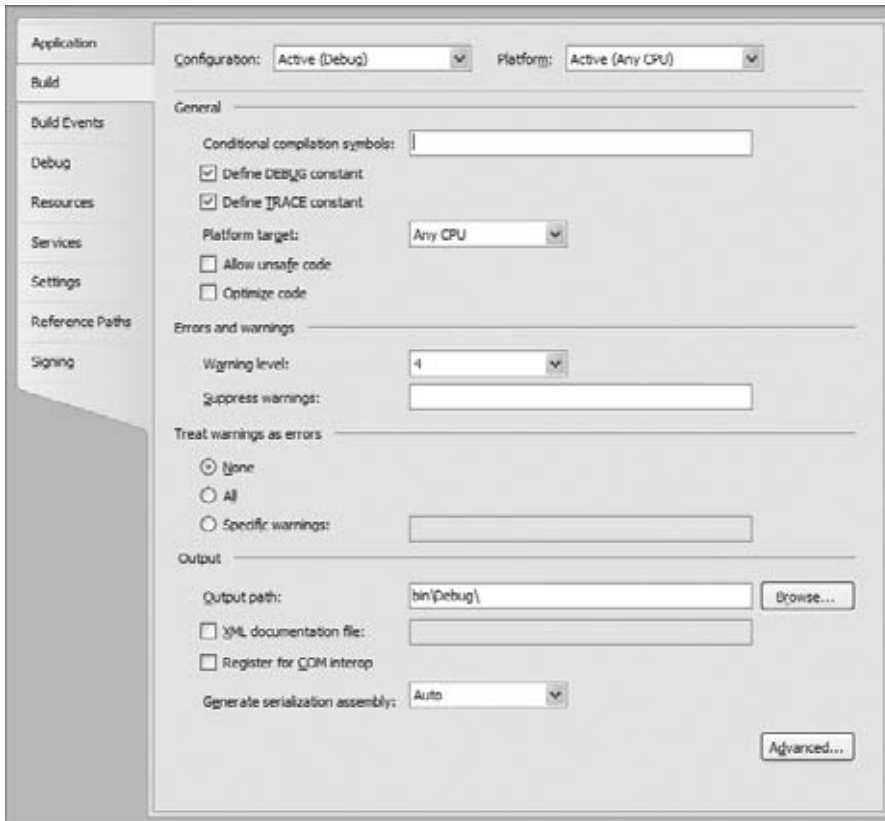 Application
Build
Build Events
Debug
Resources
Services
Settings
Reference Paths
Signing
Configuration: Active (Debug) Platform: Active (Any CPU)
General
Conditional compilation symbols:
Define DEBUG constant
Define TRACE constant
Platform target: Any CPU
Allow unsafe code
Optimize code
Errors and warnings
Warning level: 4
Suppress warnings:
Treat warnings as errors
None
All
Specific warnings:
Output
Output path: bin\Debug\ Browse...
XML documentation file:
Register for COM interop
Generate serialization assembly: Auto
Advanced...